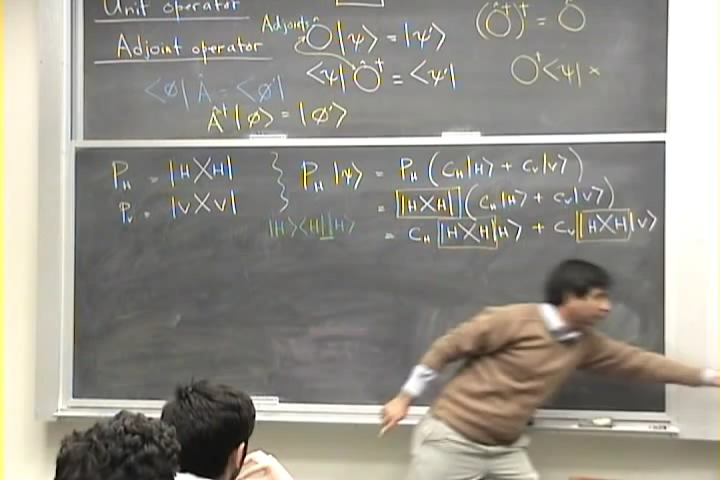 Unit operator
Adjoint operator
Adjoint
Ô|ψ⟩ = |ψ'⟩
⟨ψ|Ô† = ⟨ψ'|
(Ô†)† = Ô
O†⟨ψ| ×
⟨φ|Â = ⟨φ'|
†|φ⟩ = |φ'⟩
P_H = |H⟩⟨H|
P_V = |V⟩⟨V|
P_H|ψ⟩ = P_H (C_H|H⟩ + C_V|V⟩)
= |H⟩⟨H| (C_H|H⟩ + C_V|V⟩)
|H⟩⟨H||H⟩
= C_H |H⟩⟨H|H⟩ + C_V |H⟩⟨H|V⟩